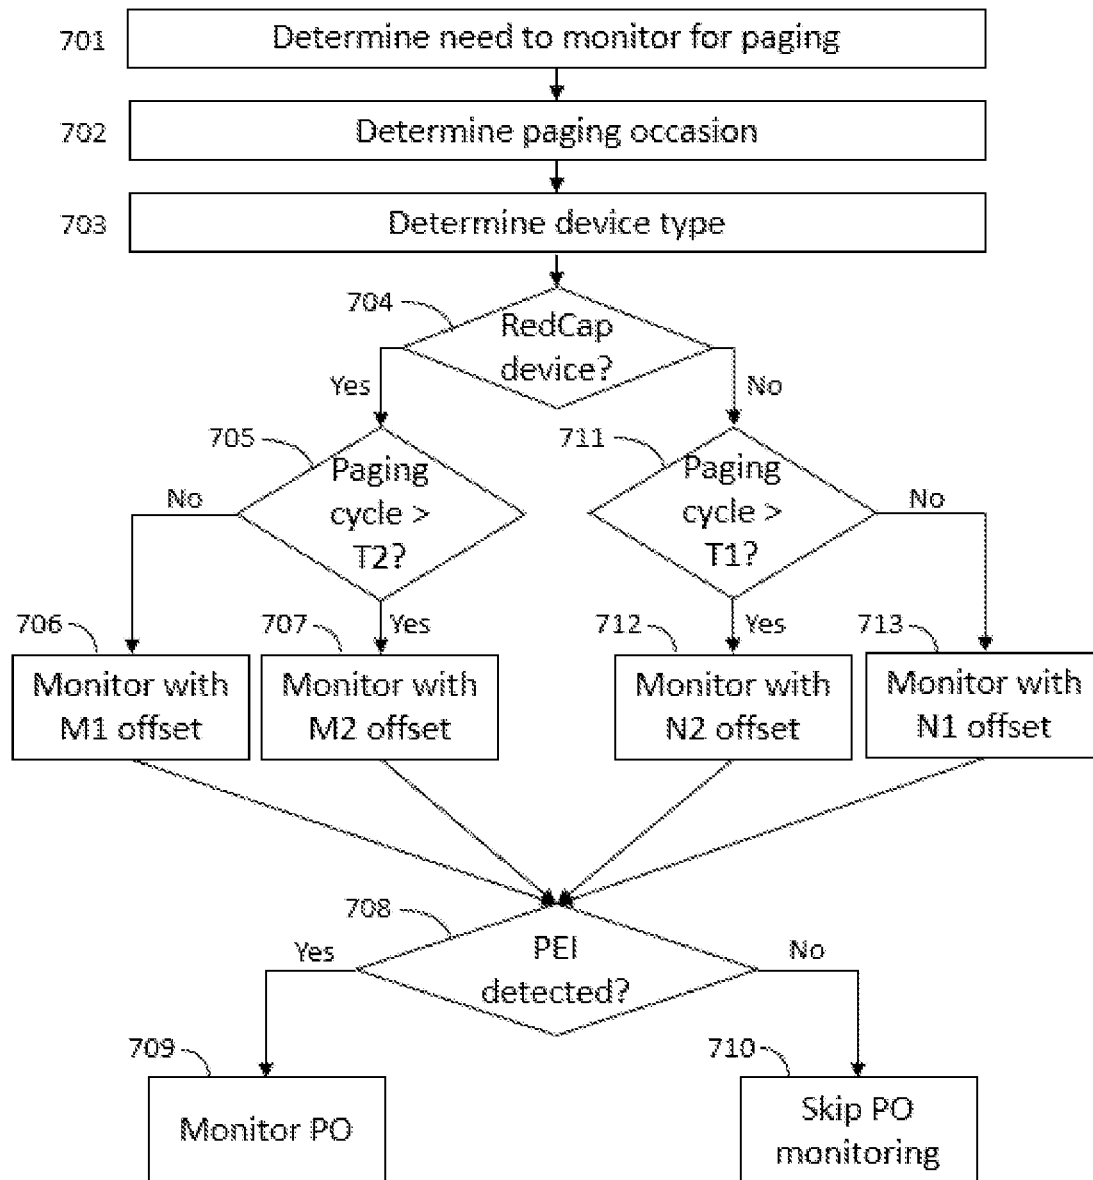 701 Determine need to monitor for paging
702 Determine paging occasion
703 Determine device type
704
RedCap
device?
Yes
No
705
711
Paging
cycle >
T2?
Paging
cycle >
T1?
No
No
706
707
Yes
712
Yes
713
Monitor with
M1 offset
Monitor with
M2 offset
Monitor with
N2 offset
Monitor with
N1 offset
708
PEI
detected?
Yes
No
709
710
Monitor PO
Skip PO
monitoring